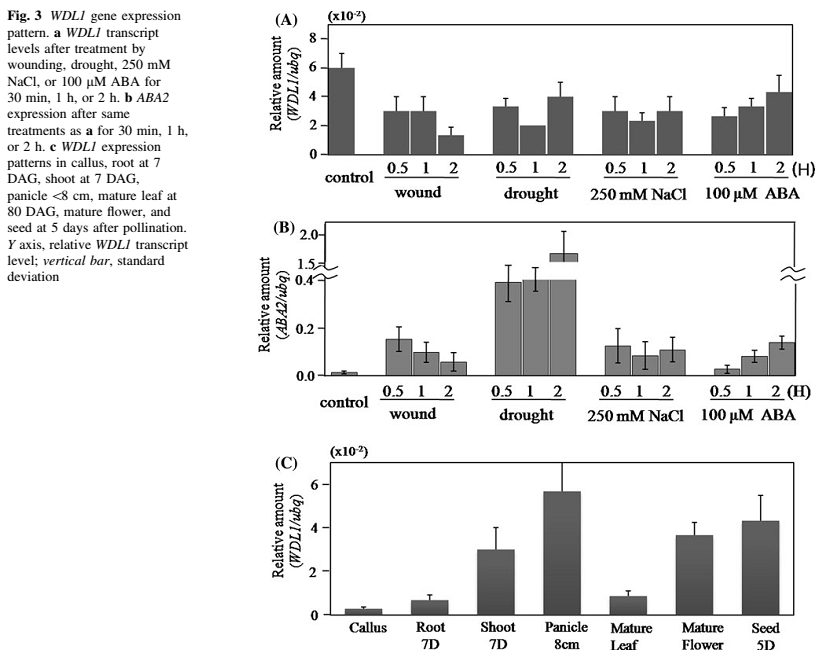 Fig. 3 WDL1 gene expression
pattern. a WDL1 transcript
levels after treatment by
wounding, drought, 250 mM
NaCl, or 100 μM ABA for
30 min, 1 h, or 2 h. b ABA2
expression after same
treatments as a for 30 min, 1 h,
or 2 h. c WDL1 expression
patterns in callus, root at 7
DAG, shoot at 7 DAG,
panicle <8 cm, mature leaf at
80 DAG, mature flower, and
seed at 5 days after pollination.
Y axis, relative WDL1 transcript
level; vertical bar, standard
deviation
(A)
(x10-2)
Relative amount
(WDL1/ubq)
8
6
4
2
0
0.5 1 2 0.5 1 2 0.5 1 2 0.5 1 2 (H)
control
wound drought 250 mM NaCl 100 μM ABA
(B)
Relative amount
(ABA2/ubq)
2.0
1.5
0.4
0.2
0.0
0.5 1 2 0.5 1 2 0.5 1 2 0.5 1 2 (H)
control
wound drought 250 mM NaCl 100 μM ABA
(C)
(x10-2)
Relative amount
(WDL1/ubq)
6
4
2
0
Callus Root Shoot Panicle Mature Mature Seed
7D 7D 8cm Leaf Flower 5D